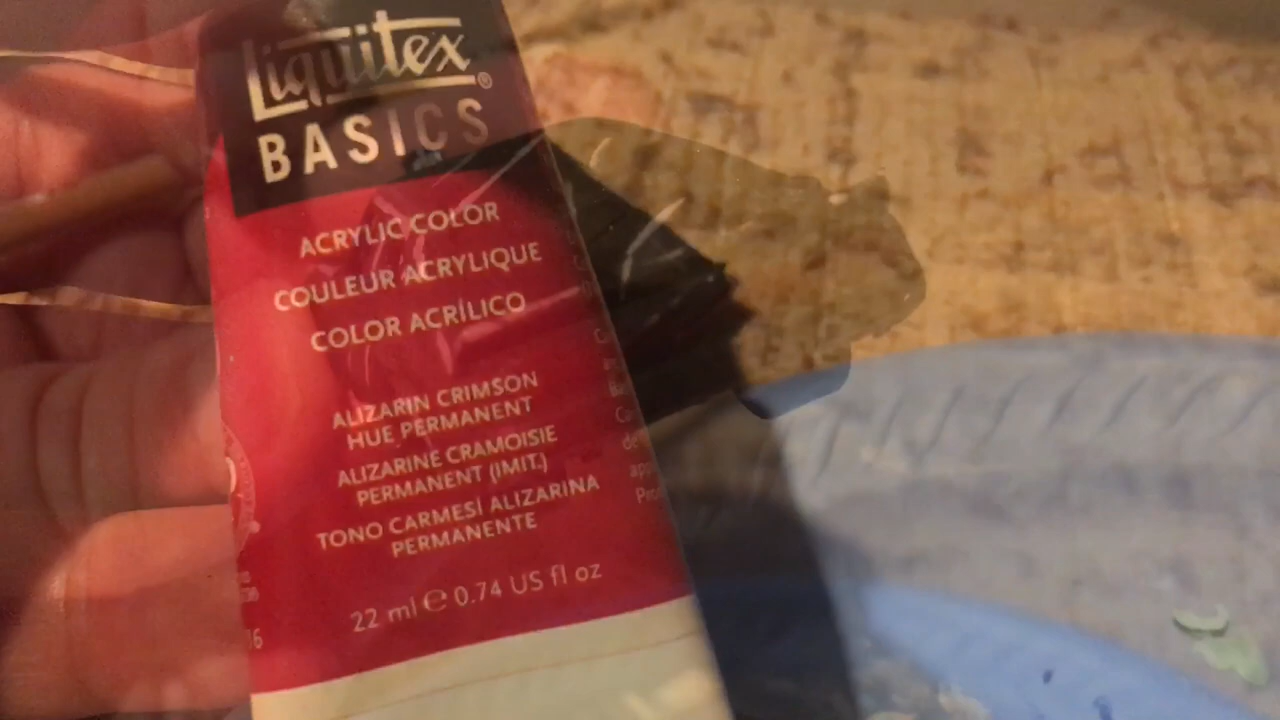 Liquitex®
BASICS
ACRYLIC COLOR
COULEUR ACRYLIQUE
COLOR ACRÍLICO
ALIZARIN CRIMSON
HUE PERMANENT
ALIZARINE CRAMOISIE
PERMANENT (IMIT.)
TONO CARMESÍ ALIZARINA
PERMANENTE
22 ml ℮ 0.74 US fl oz